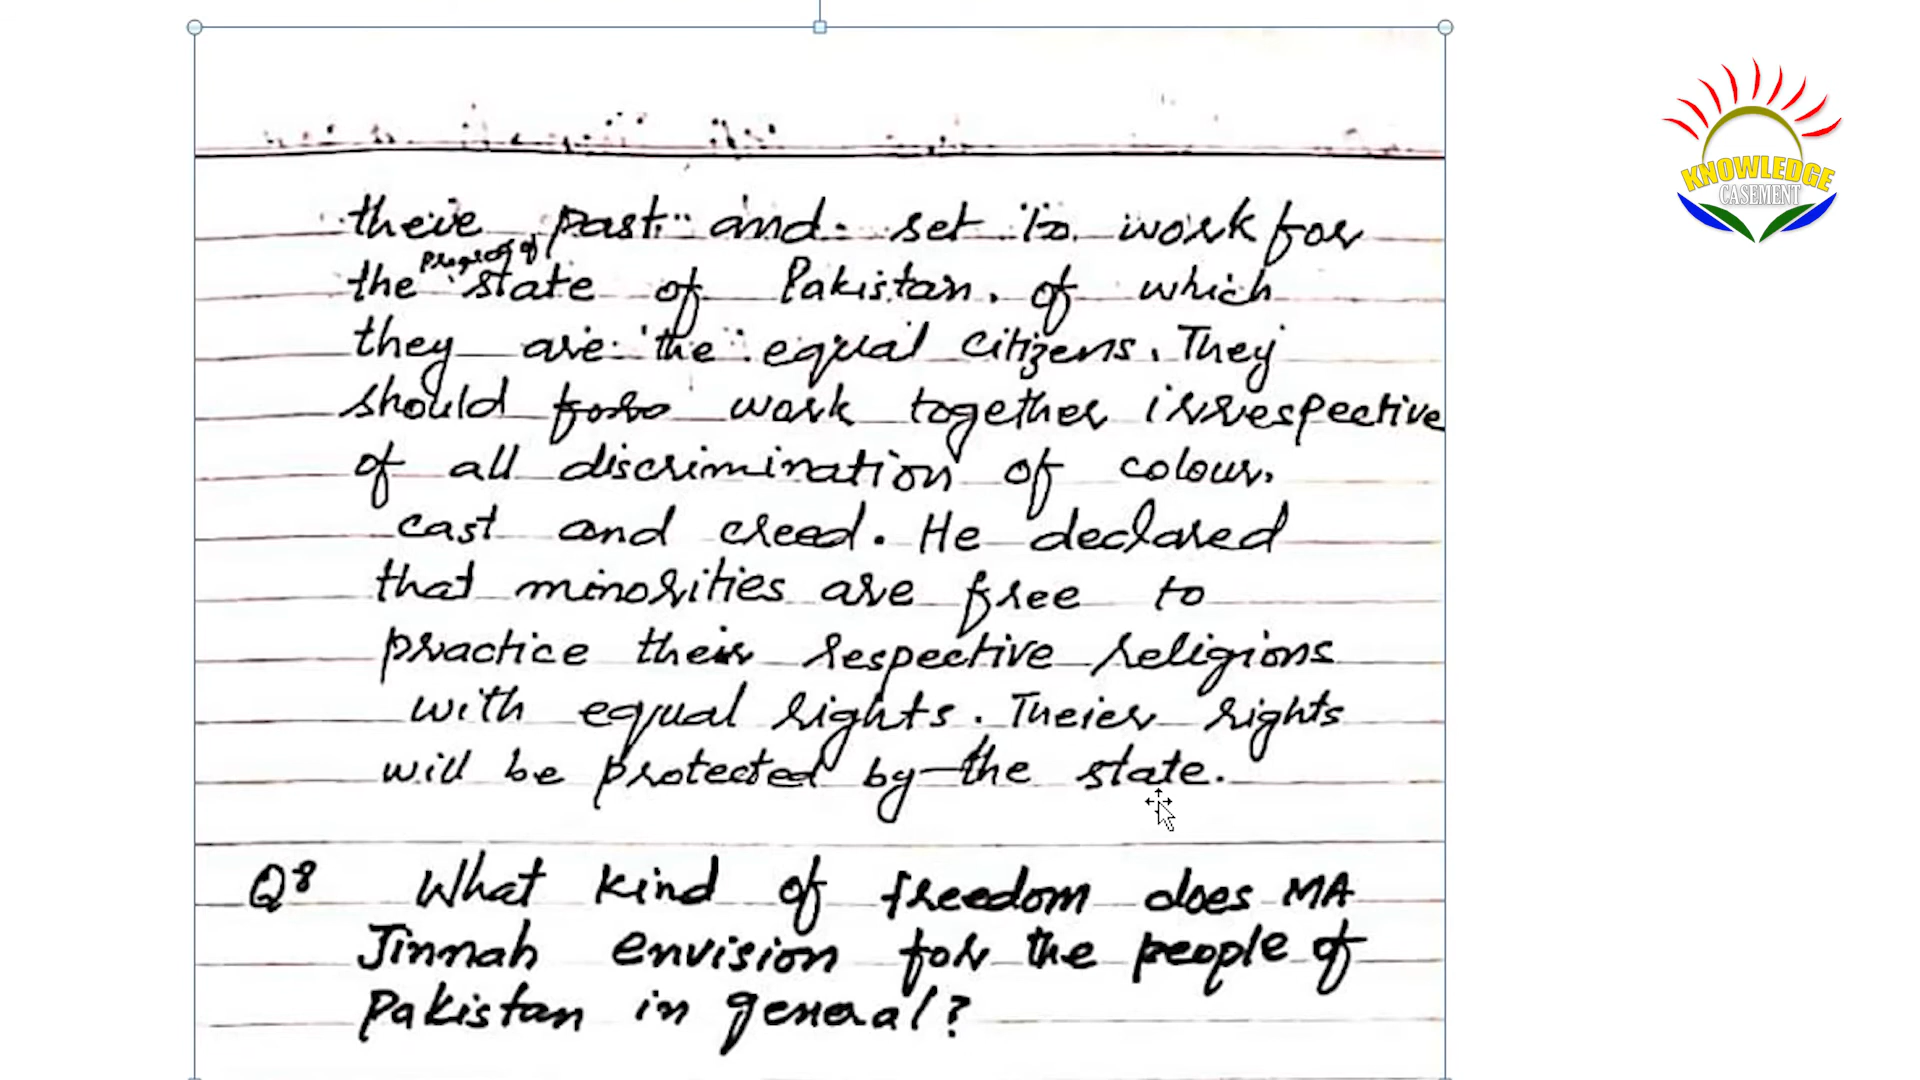 theire past and set to work for
progress of
the state of Pakistan, of which
they are the equal citizens. They
should work together irrespective
of all discrimination of colour,
cast and creed. He declared
that minorities are free to
practice their respective religions
with equal rights. Theier rights
will be protected by the state.
Q8 What kind of freedom does MA
Jinnah envision for the people of
Pakistan in general?
KNOWLEDGE
CASEMENT